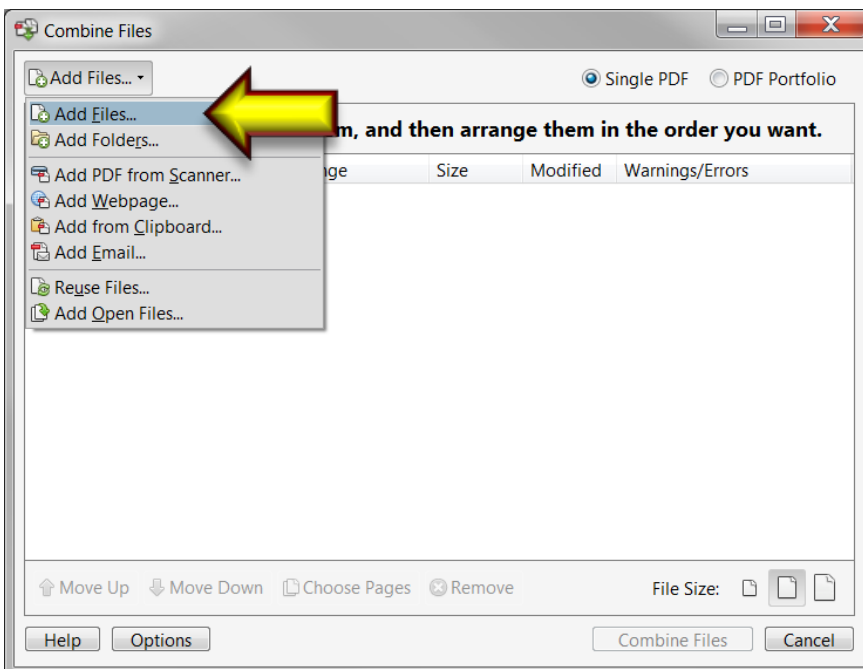 Combine Files
Add Files...
Single PDF PDF Portfolio
Add Files...
, and then arrange them in the order you want.
Add Folders...
Size Modified Warnings/Errors
Add PDF from Scanner...
Add Webpage...
Add from Clipboard...
Add Email...
Reuse Files...
Add Open Files...
Move Up Move Down Choose Pages Remove File Size:
Help Options Combine Files Cancel